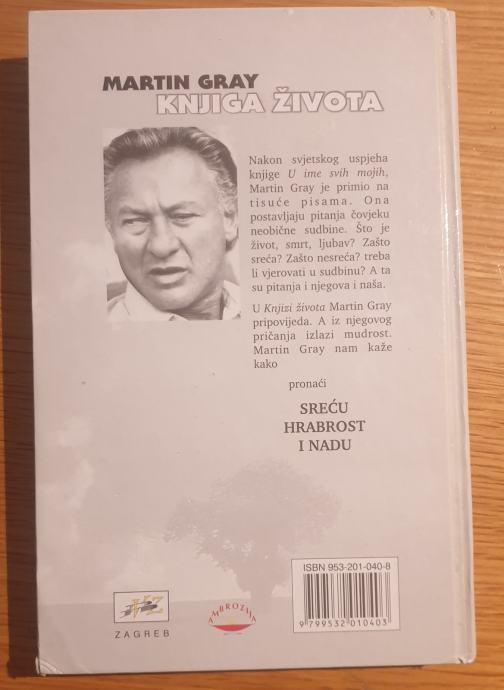 MARTIN GRAY
KNJIGA ŽIVOTA
Nakon svjetskog uspjeha
knjige U ime svih mojih,
Martin Gray je primio na
tisuće pisama. Ona
postavljaju pitanja čovjeku
neobične sudbine. Što je
život, smrt, ljubav? Zašto
sreća? Zašto nesreća? treba
li vjerovati u sudbinu? A ta
su pitanja i njegova i naša.
U Knjizi života Martin Gray
pripovijeda. A iz njegovog
pričanja izlazi mudrost.
Martin Gray nam kaže
kako
pronaći
SREĆU
HRABROST
I NADU
ISBN 953-201-040-8
9 799532 010403
VZ
ZAGREB
AMBROZIJA